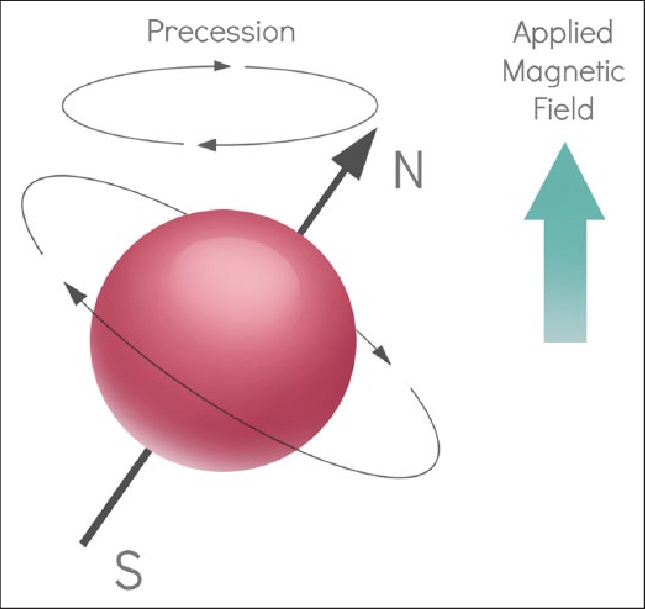 Precession
Applied
Magnetic
Field
N
S